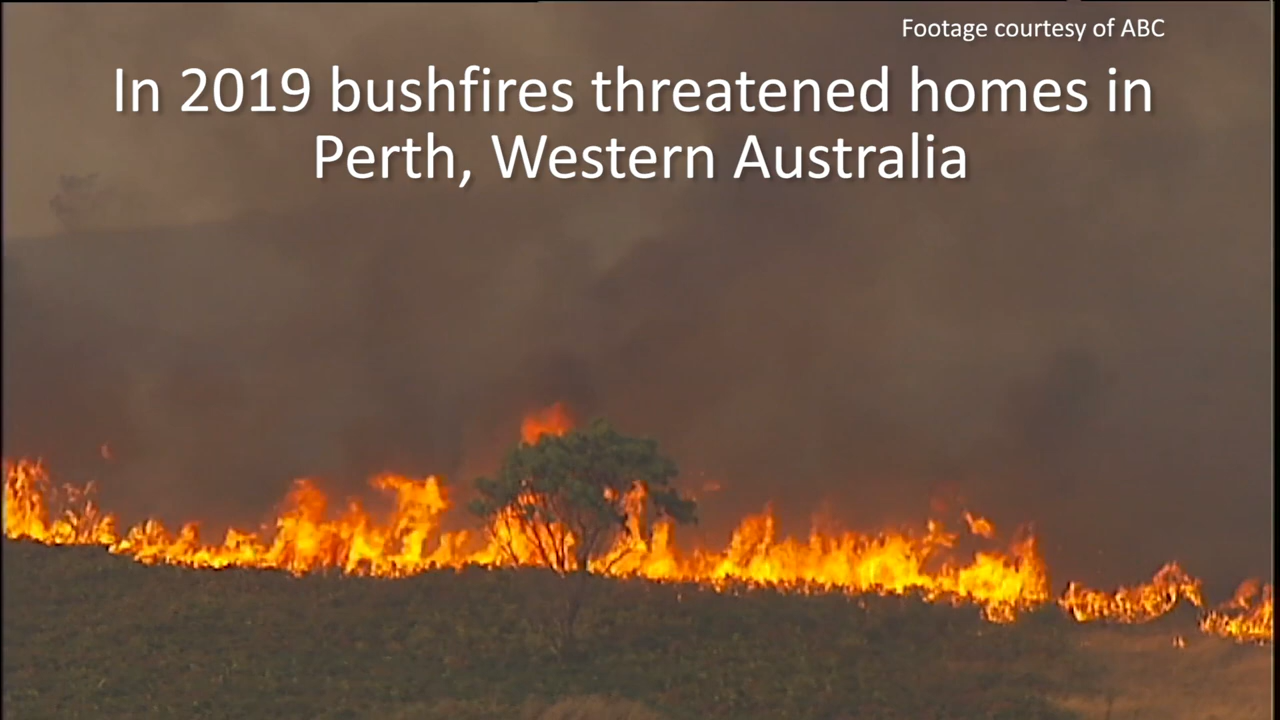 Footage courtesy of ABC
In 2019 bushfires threatened homes in
Perth, Western Australia